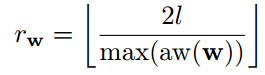 r_w = ⌊ 2l / max(aw(w)) ⌋